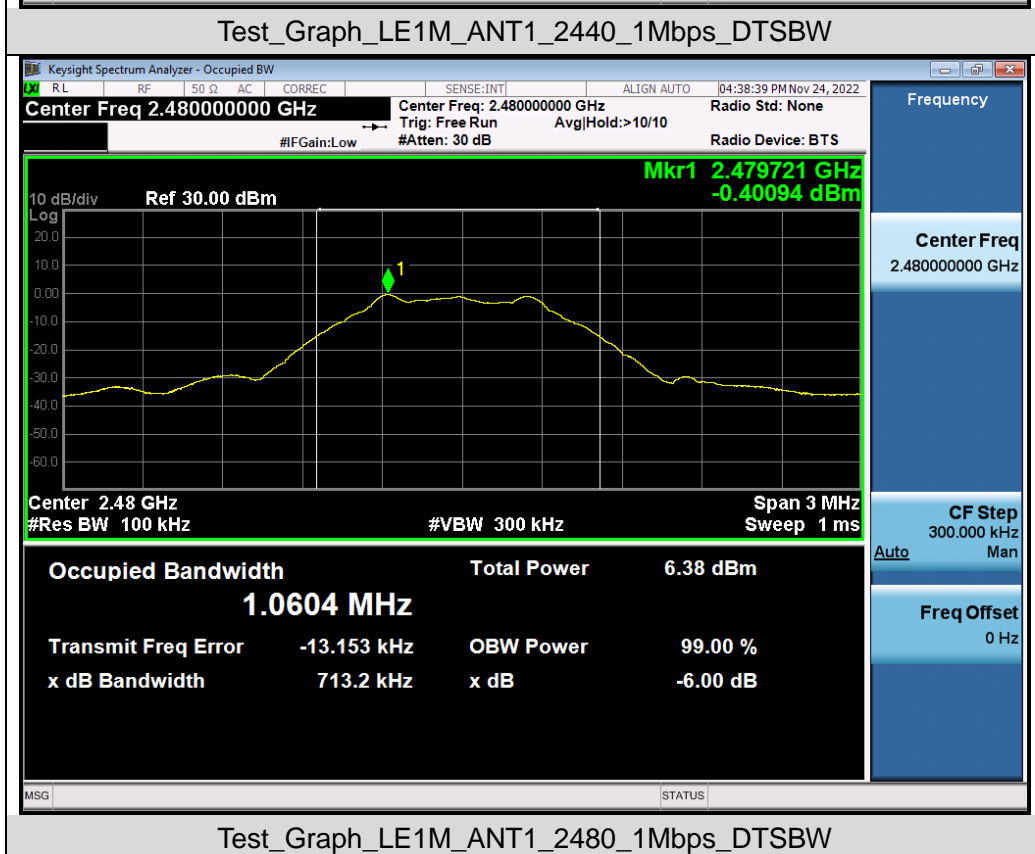 Test_Graph_LE1M_ANT1_2440_1Mbps_DTSBW
Keysight Spectrum Analyzer - Occupied BW
LXI RL RF 50 Ω AC CORREC SENSE:INT ALIGN AUTO 04:38:39 PM Nov 24, 2022
Center Freq 2.480000000 GHz
Center Freq: 2.480000000 GHz
Radio Std: None
Trig: Free Run Avg|Hold:>10/10
#IFGain:Low
#Atten: 30 dB
Radio Device: BTS
Mkr1 2.479721 GHz
-0.40094 dBm
10 dB/div Ref 30.00 dBm
Log
20.0
10.0
1
0.00
-10.0
-20.0
-30.0
-40.0
-50.0
-60.0
Center 2.48 GHz Span 3 MHz
#Res BW 100 kHz #VBW 300 kHz Sweep 1 ms
Occupied Bandwidth Total Power 6.38 dBm
1.0604 MHz
Transmit Freq Error -13.153 kHz OBW Power 99.00 %
x dB Bandwidth 713.2 kHz x dB -6.00 dB
Frequency
Center Freq
2.480000000 GHz
CF Step
300.000 kHz
Auto Man
Freq Offset
0 Hz
MSG STATUS
Test_Graph_LE1M_ANT1_2480_1Mbps_DTSBW